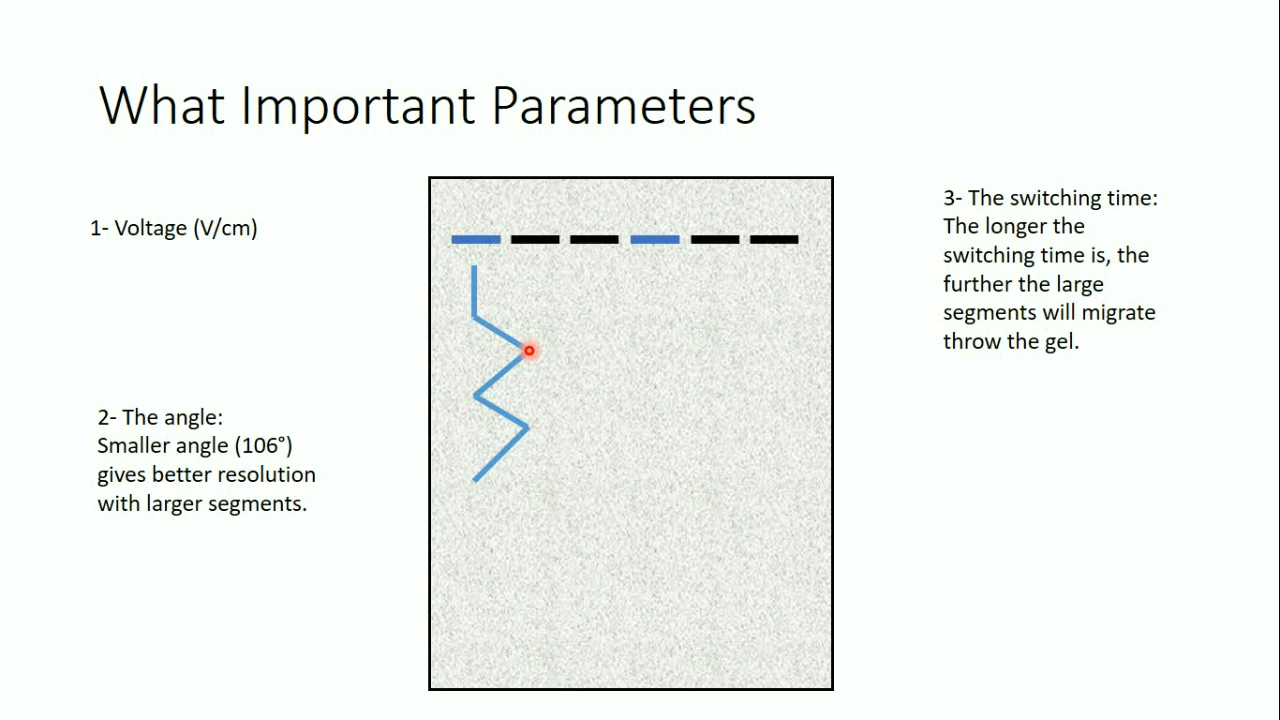 What Important Parameters
1- Voltage (V/cm)
2- The angle:
Smaller angle (106°)
gives better resolution
with larger segments.
3- The switching time:
The longer the
switching time is, the
further the large
segments will migrate
throw the gel.